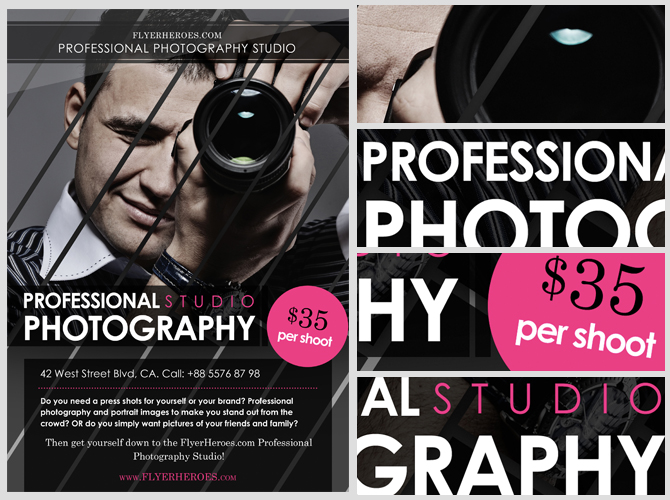 FLYERHEROES.COM
PROFESSIONAL PHOTOGRAPHY STUDIO
PROFESSIONAL STUDIO
PHOTOGRAPHY
$35
per shoot
42 West Street Blvd, CA. Call: +88 5576 87 98
Do you need a press shots for yourself or your brand? Professional
photography and portrait images to make you stand out from the
crowd? OR do you simply want pictures of your friends and family?
Then get yourself down to the FlyerHeroes.com Professional
Photography Studio!
WWW.FLYERHEROES.COM
PROFESSIONA
PHOTOG
HY
$35
per shoot
AL STUDIO
GRAPHY